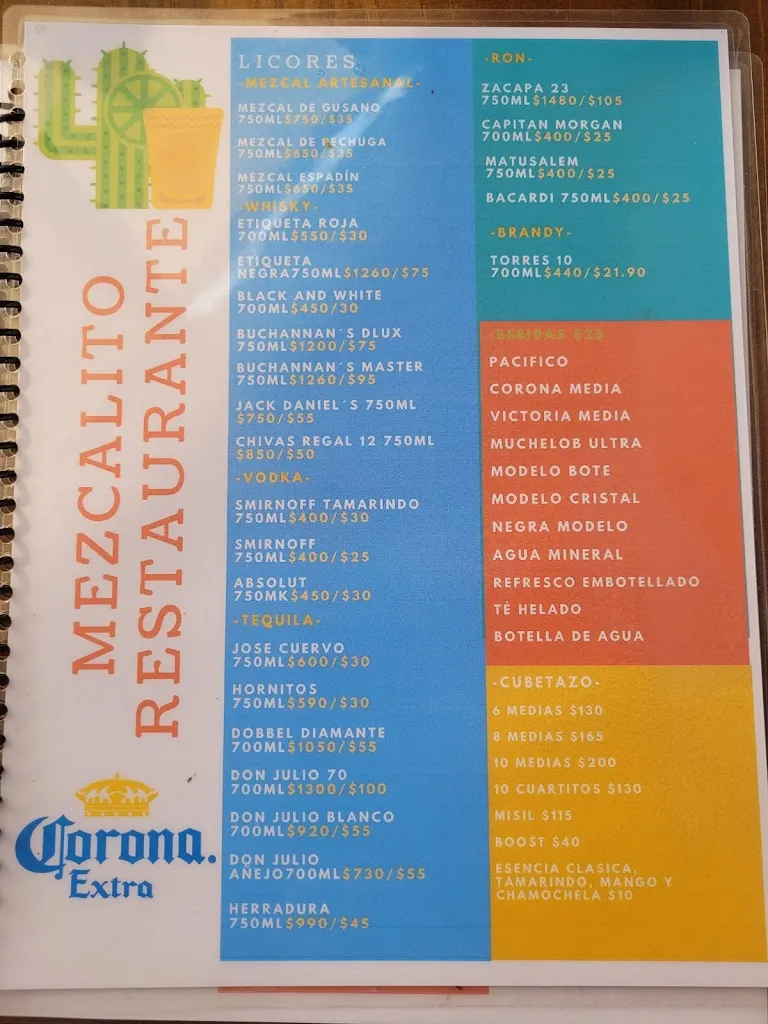 MEZCALITO
RESTAURANTE
Corona.
Extra
LICORES
-MEZCAL ARTESANAL-
MEZCAL DE GUSANO
750ML$750/$35
MEZCAL DE PECHUGA
750ML$650/$35
MEZCAL ESPADÍN
750ML$650/$35
-WHISKY-
ETIQUETA ROJA
700ML$550/$30
ETIQUETA
NEGRA750ML$1260/$75
BLACK AND WHITE
700ML$450/30
BUCHANNAN´S DLUX
750ML$1200/$75
BUCHANNAN´S MASTER
750ML$1260/$95
JACK DANIEL´S 750ML
$750/$55
CHIVAS REGAL 12 750ML
$850/$50
-VODKA-
SMIRNOFF TAMARINDO
750ML$400/$30
SMIRNOFF
750ML$400/$25
ABSOLUT
750MK$450/$30
-TEQUILA-
JOSE CUERVO
750ML$600/$30
HORNITOS
750ML$590/$30
DOBBEL DIAMANTE
700ML$1050/$55
DON JULIO 70
700ML$1300/$100
DON JULIO BLANCO
700ML$920/$55
DON JULIO
AÑEJO700ML$730/$55
HERRADURA
750ML$990/$45
-RON-
ZACAPA 23
750ML$1480/$105
CAPITAN MORGAN
700ML$400/$25
MATUSALEM
750ML$400/$25
BACARDI 750ML$400/$25
-BRANDY-
TORRES 10
700ML$440/$21.90
-BEBIDAS $25
PACIFICO
CORONA MEDIA
VICTORIA MEDIA
MUCHELOB ULTRA
MODELO BOTE
MODELO CRISTAL
NEGRA MODELO
AGUA MINERAL
REFRESCO EMBOTELLADO
TÉ HELADO
BOTELLA DE AGUA
-CUBETAZO-
6 MEDIAS $130
8 MEDIAS $165
10 MEDIAS $200
10 CUARTITOS $130
MISIL $115
BOOST $40
ESENCIA CLASICA,
TAMARINDO, MANGO Y
CHAMOCHELA $10